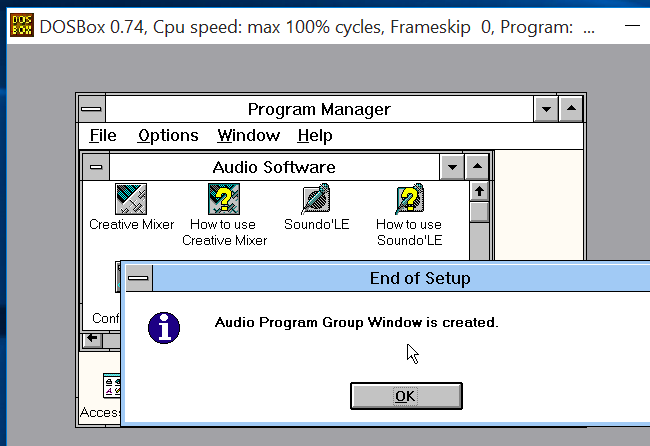 DOS
BOX
DOSBox 0.74, Cpu speed: max 100% cycles, Frameskip 0, Program: ...
Program Manager
File Options Window Help
Audio Software
Creative Mixer
How to use
Creative Mixer
Soundo'LE
How to use
Soundo'LE
Conf
End of Setup
Audio Program Group Window is created.
OK
Access